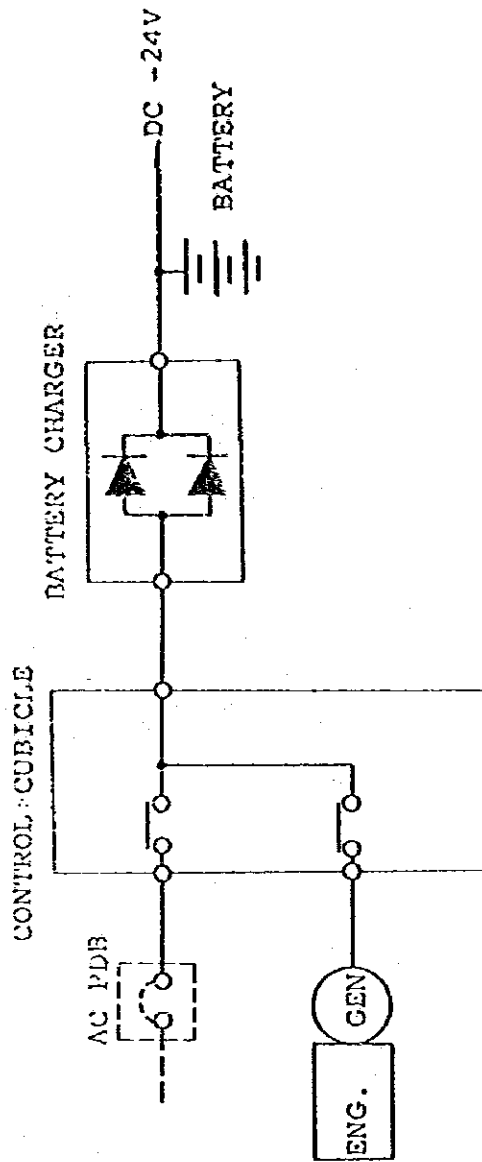 AC PDB
CONTROL CUBICLE
BATTERY CHARGER
DC -24V
BATTERY
ENG.
GEN